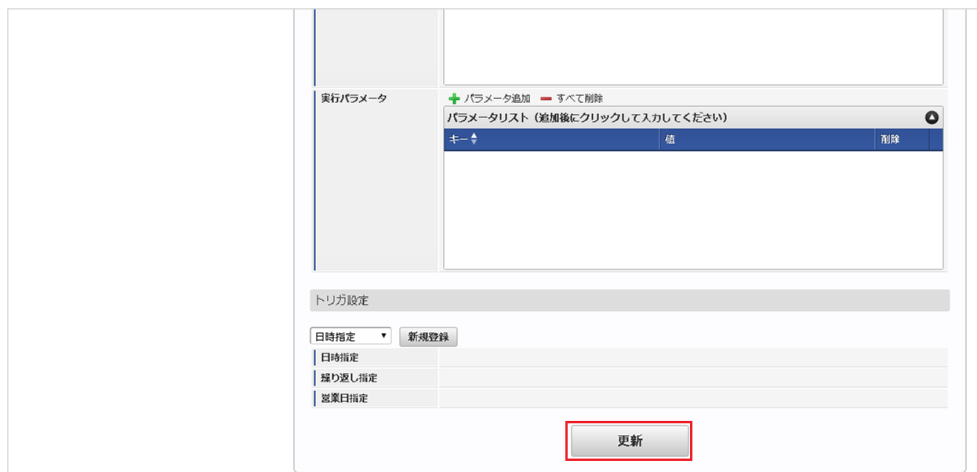 実行パラメータ
パラメータ追加 すべて削除
パラメータリスト（追加後にクリックして入力してください）
キー 値 削除
トリガ設定
日時指定 新規登録
日時指定
繰り返し指定
営業日指定
更新